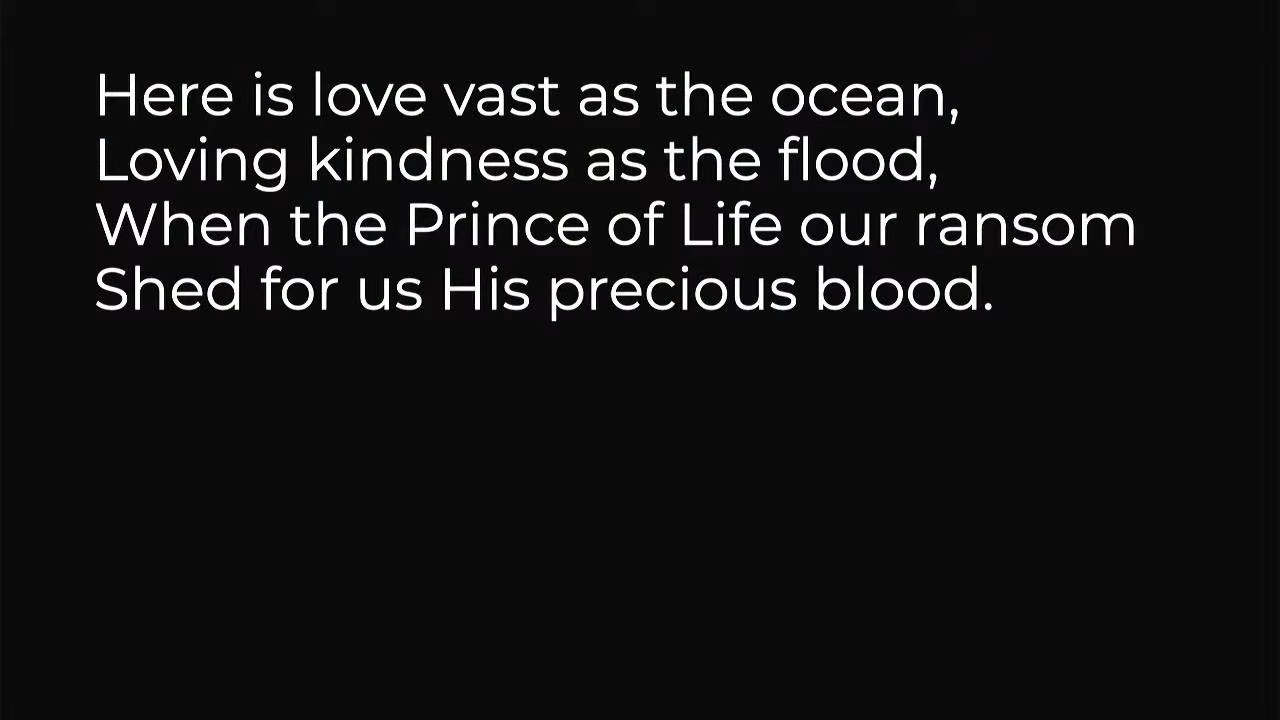 Here is love vast as the ocean,
Loving kindness as the flood,
When the Prince of Life our ransom
Shed for us His precious blood.